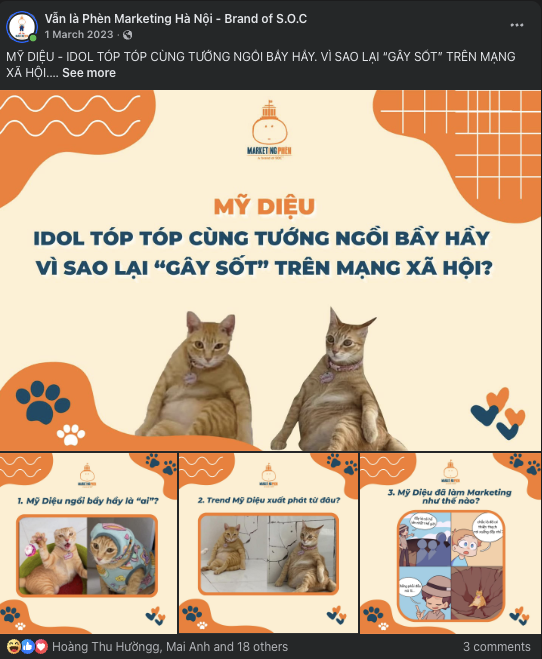 Vẫn là Phèn Marketing Hà Nội - Brand of S.O.C
1 March 2023 ·
MỸ DIỆU - IDOL TÓP TÓP CÙNG TƯỚNG NGỒI BẦY HẦY. VÌ SAO LẠI “GÂY SỐT” TRÊN MẠNG
XÃ HỘI.... See more
MARKETINGPHEN
MỸ DIỆU
IDOL TÓP TÓP CÙNG TƯỚNG NGỒI BẦY HẦY
VÌ SAO LẠI “GÂY SỐT” TRÊN MẠNG XÃ HỘI?
1. Mỹ Diệu ngồi bầy hầy là “ai”?
2. Trend Mỹ Diệu xuất phát từ đâu?
3. Mỹ Diệu đã làm Marketing
như thế nào?
Hoàng Thu Hườngg, Mai Anh and 18 others
3 comments